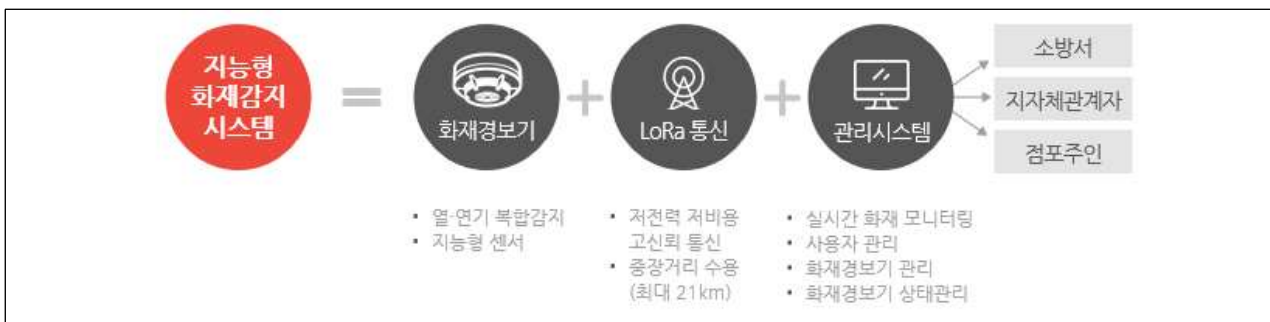 지능형
화재감지
시스템
=
화재경보기
+
LoRa 통신
+
관리시스템
소방서
지자체관계자
점포주인
▪ 열·연기 복합감지
▪ 지능형 센서
▪ 저전력 저비용
고신뢰 통신
▪ 중장거리 수용
(최대 21km)
▪ 실시간 화재 모니터링
▪ 사용자 관리
▪ 화재경보기 관리
▪ 화재경보기 상태관리